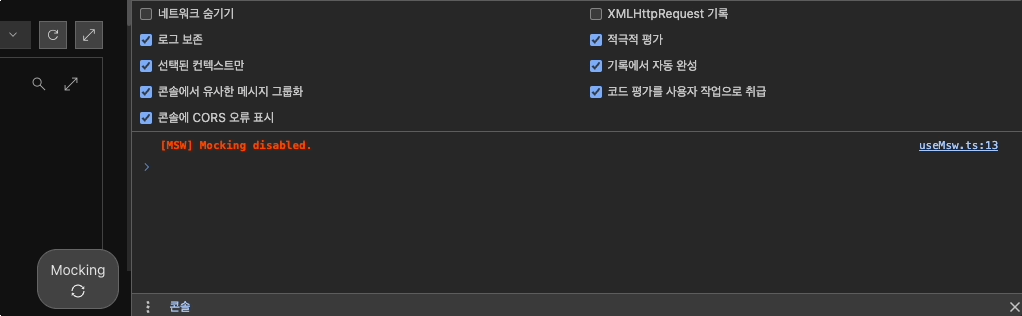 네트워크 숨기기
XMLHttpRequest 기록
로그 보존
적극적 평가
선택된 컨텍스트만
기록에서 자동 완성
콘솔에서 유사한 메시지 그룹화
코드 평가를 사용자 작업으로 취급
콘솔에 CORS 오류 표시
[MSW] Mocking disabled.
useMsw.ts:13
Mocking
콘솔